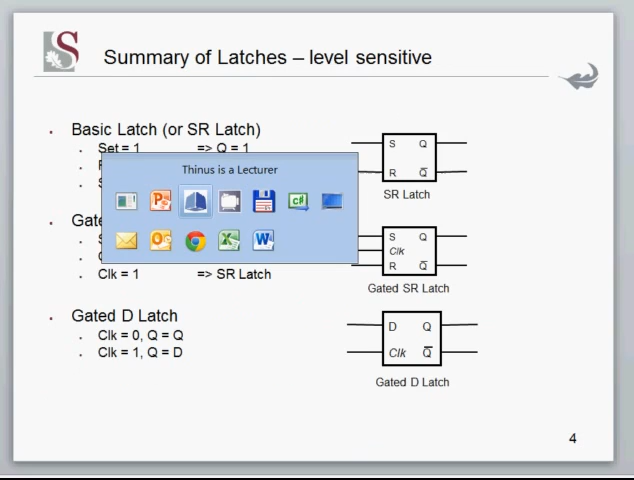 Summary of Latches – level sensitive
Basic Latch (or SR Latch)
Set = 1 => Q = 1
Thinus is a Lecturer
Clk = 1 => SR Latch
Gated D Latch
Clk = 0, Q = Q
Clk = 1, Q = D
S Q
R Q
SR Latch
S Q
Clk
R Q
Gated SR Latch
D Q
Clk Q
Gated D Latch
4